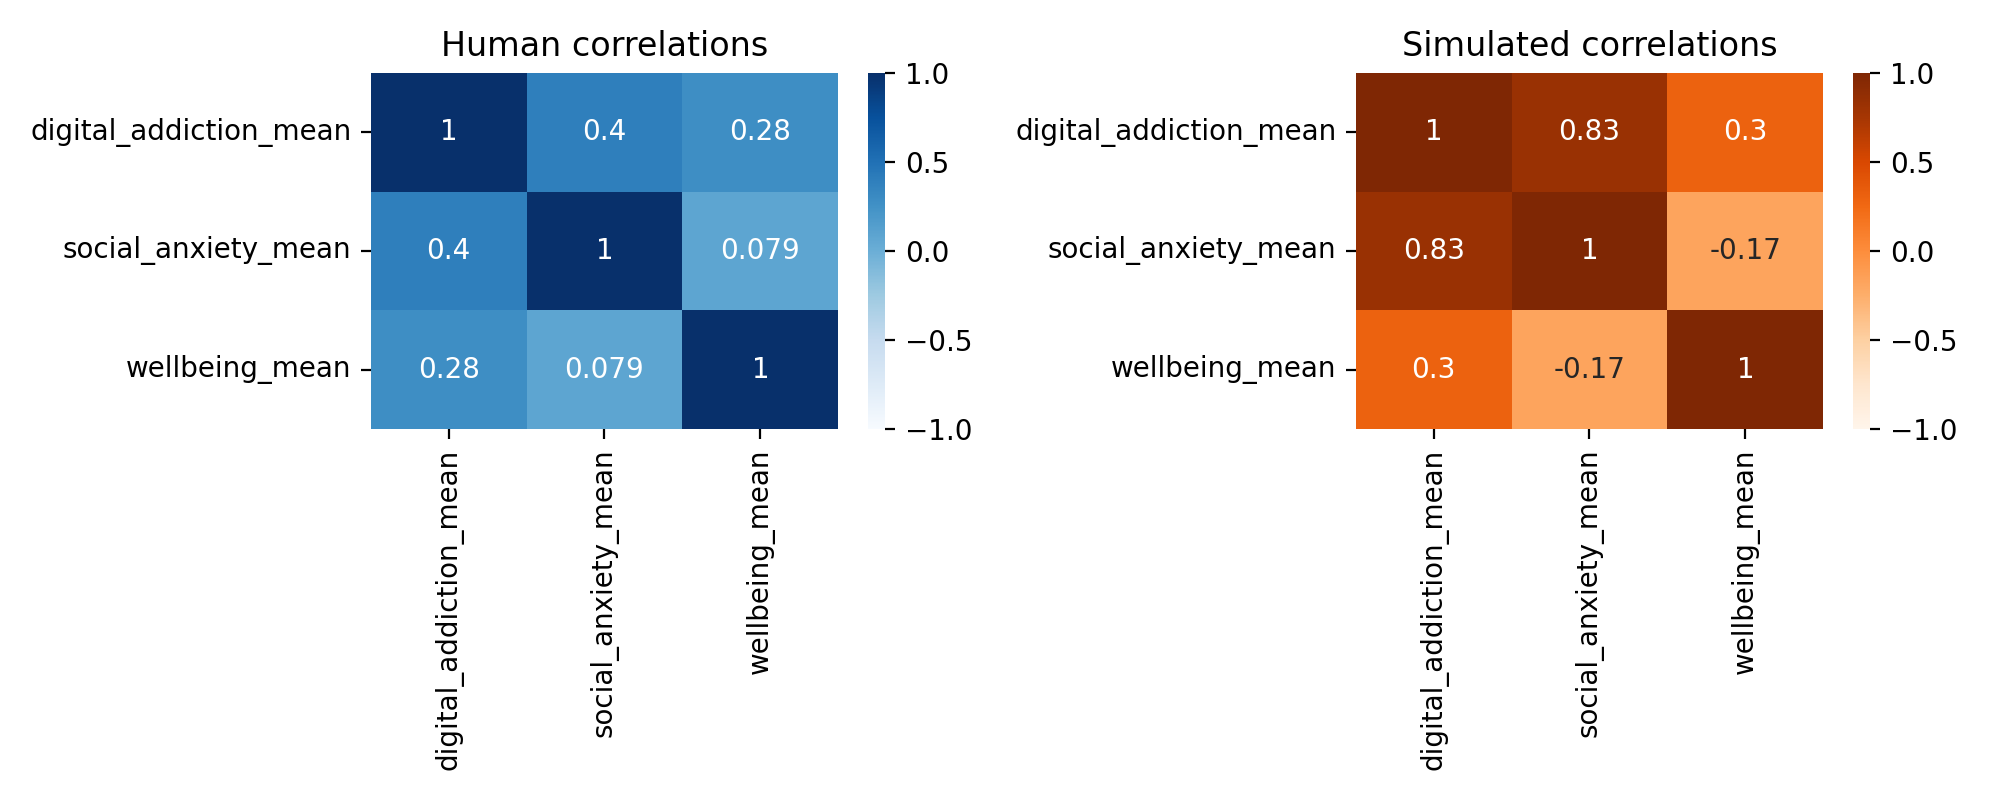 Human correlations
digital_addiction_mean
social_anxiety_mean
wellbeing_mean
1 0.4 0.28
0.4 1 0.079
0.28 0.079 1
digital_addiction_mean
social_anxiety_mean
wellbeing_mean
1.0
0.5
0.0
−0.5
−1.0
Simulated correlations
digital_addiction_mean
social_anxiety_mean
wellbeing_mean
1 0.83 0.3
0.83 1 -0.17
0.3 -0.17 1
digital_addiction_mean
social_anxiety_mean
wellbeing_mean
1.0
0.5
0.0
−0.5
−1.0